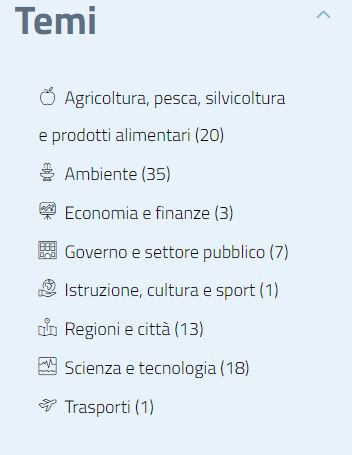 Temi
Agricoltura, pesca, silvicoltura
e prodotti alimentari (20)
Ambiente (35)
Economia e finanze (3)
Governo e settore pubblico (7)
Istruzione, cultura e sport (1)
Regioni e città (13)
Scienza e tecnologia (18)
Trasporti (1)